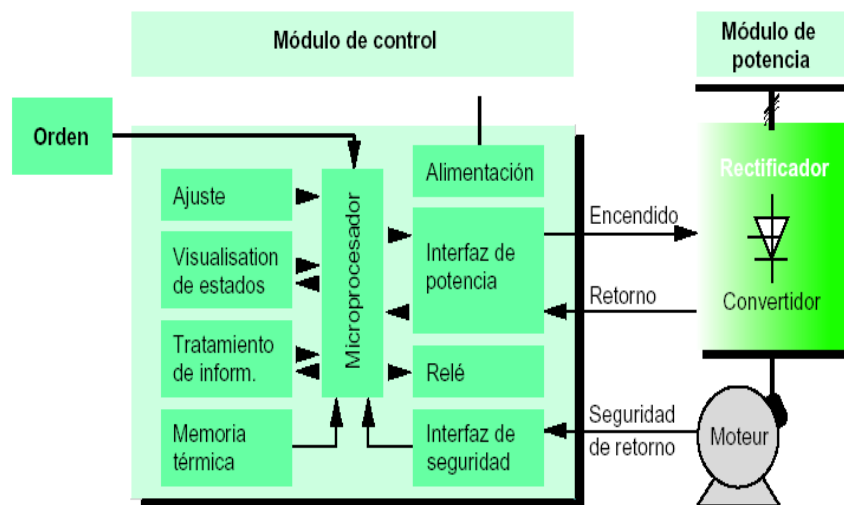 Módulo de control
Módulo de
potencia
Orden
Ajuste
Visualisation
de estados
Tratamiento
de inform.
Memoria
térmica
Microprocesador
Alimentación
Interfaz de
potencia
Relé
Interfaz de
seguridad
Encendido
Retorno
Seguridad
de retorno
Rectificador
Convertidor
Moteur